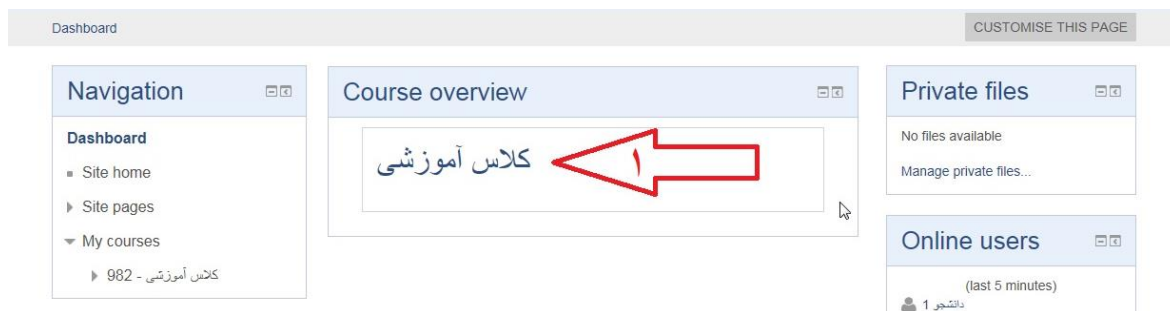 Dashboard
CUSTOMISE THIS PAGE
Navigation
Dashboard
Site home
Site pages
My courses
کلاس آموزشی - 982
Course overview
کلاس آموزشی
۱
Private files
No files available
Manage private files...
Online users
(last 5 minutes)
دانشجو 1